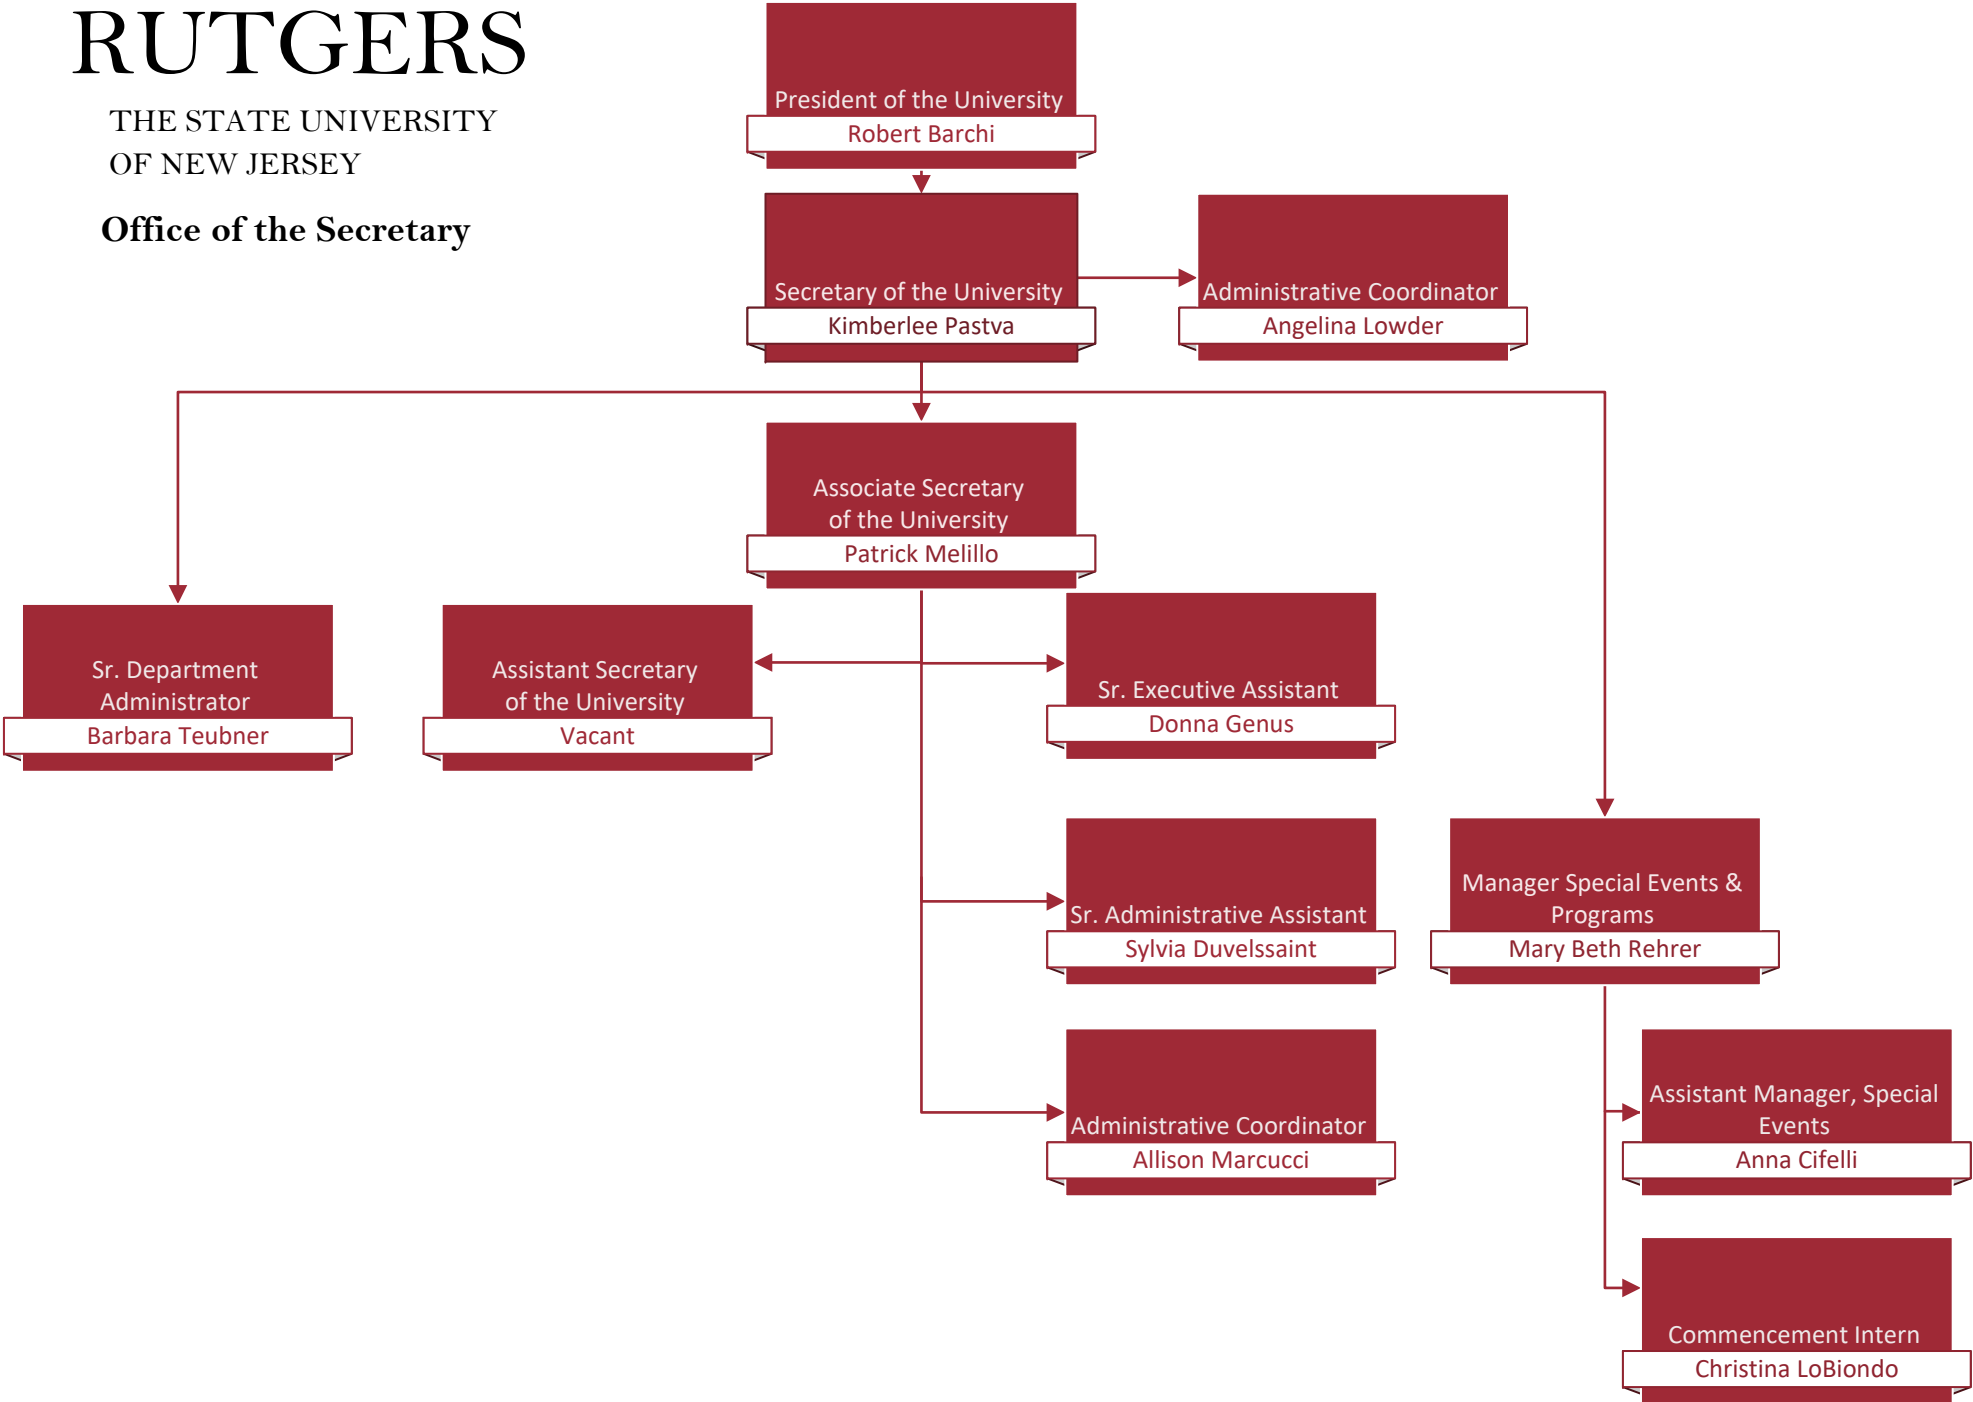 RUTGERS
THE STATE UNIVERSITY
OF NEW JERSEY
Office of the Secretary
President of the University
Robert Barchi
Secretary of the University
Kimberlee Pastva
Administrative Coordinator
Angelina Lowder
Associate Secretary
of the University
Patrick Melillo
Sr. Department
Administrator
Barbara Teubner
Assistant Secretary
of the University
Vacant
Sr. Executive Assistant
Donna Genus
Sr. Administrative Assistant
Sylvia Duvelssaint
Manager Special Events &
Programs
Mary Beth Rehrer
Administrative Coordinator
Allison Marcucci
Assistant Manager, Special
Events
Anna Cifelli
Commencement Intern
Christina LoBiondo